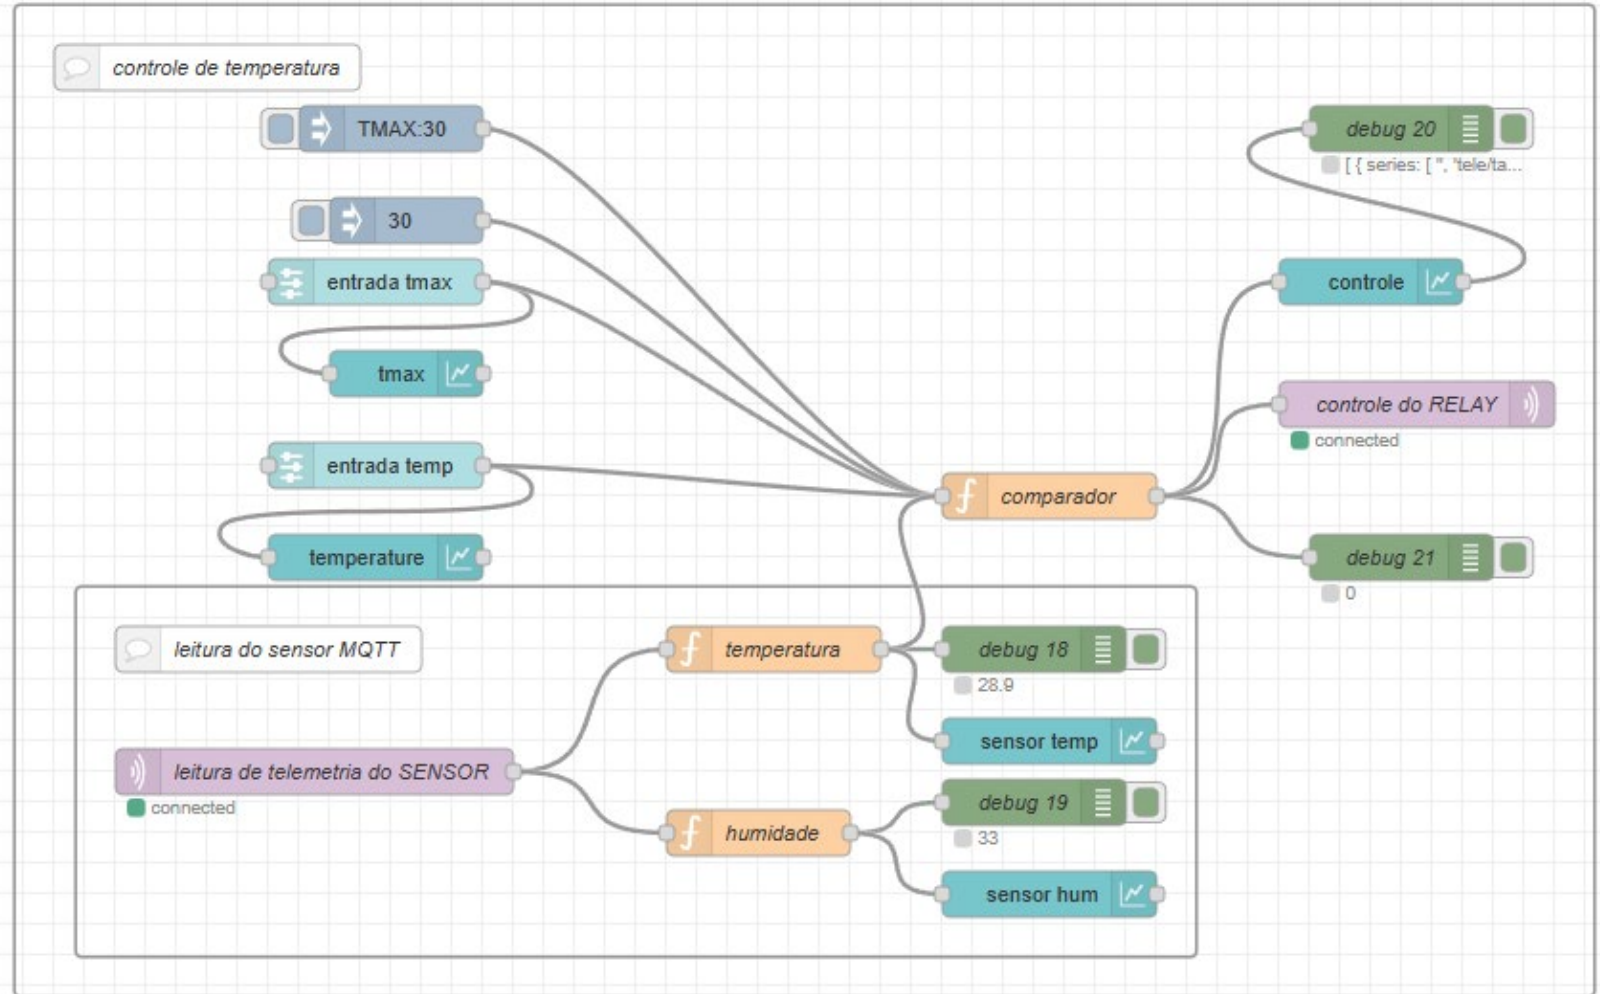 controle de temperatura
TMAX:30
debug 20
[ { series: [ ", "tele/ta...
30
entrada tmax
controle
tmax
controle do RELAY
connected
entrada temp
comparador
temperature
debug 21
0
leitura do sensor MQTT
temperatura
debug 18
28.9
sensor temp
leitura de telemetria do SENSOR
connected
debug 19
humidade
33
sensor hum